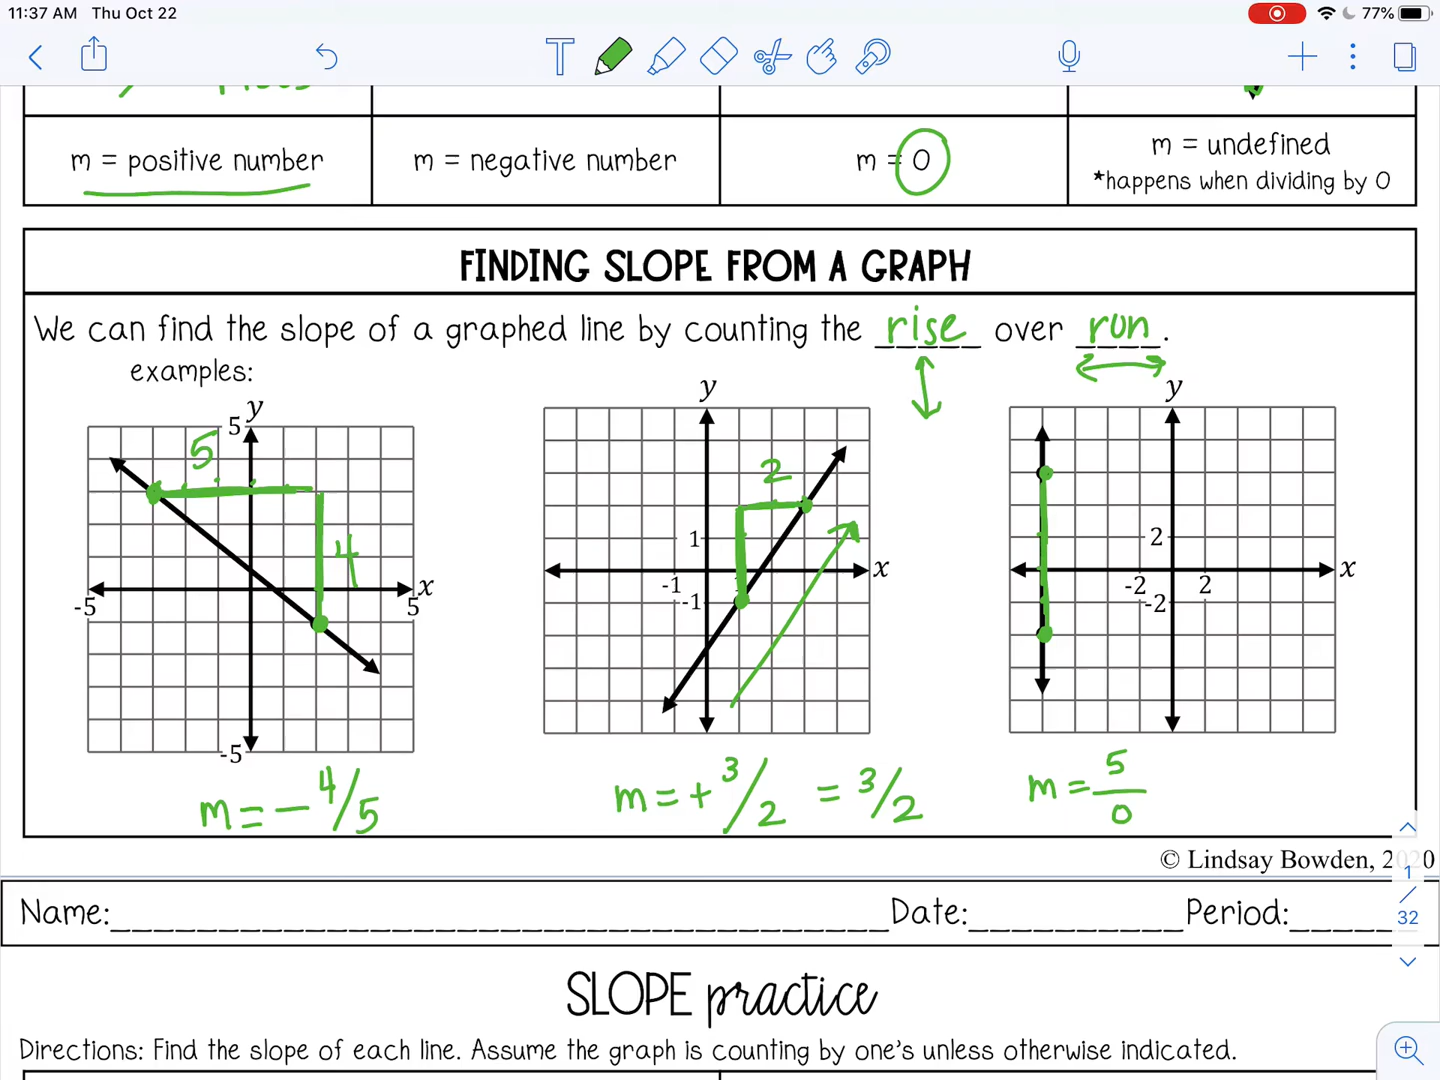 11:37 AM Thu Oct 22 77%
m = positive number
m = negative number
m = 0
m = undefined
*happens when dividing by 0
FINDING SLOPE FROM A GRAPH
We can find the slope of a graphed line by counting the rise over run.
examples:
y
5
5
4
x
-5
5
-5
m = - 4/5
y
2
1
x
-1
-1
m = + 3/2 = 3/2
y
2
x
-2
2
-2
m = 5/0
© Lindsay Bowden, 2020
1
/
32
Name:
Date:
Period:
SLOPE practice
Directions: Find the slope of each line. Assume the graph is counting by one's unless otherwise indicated.